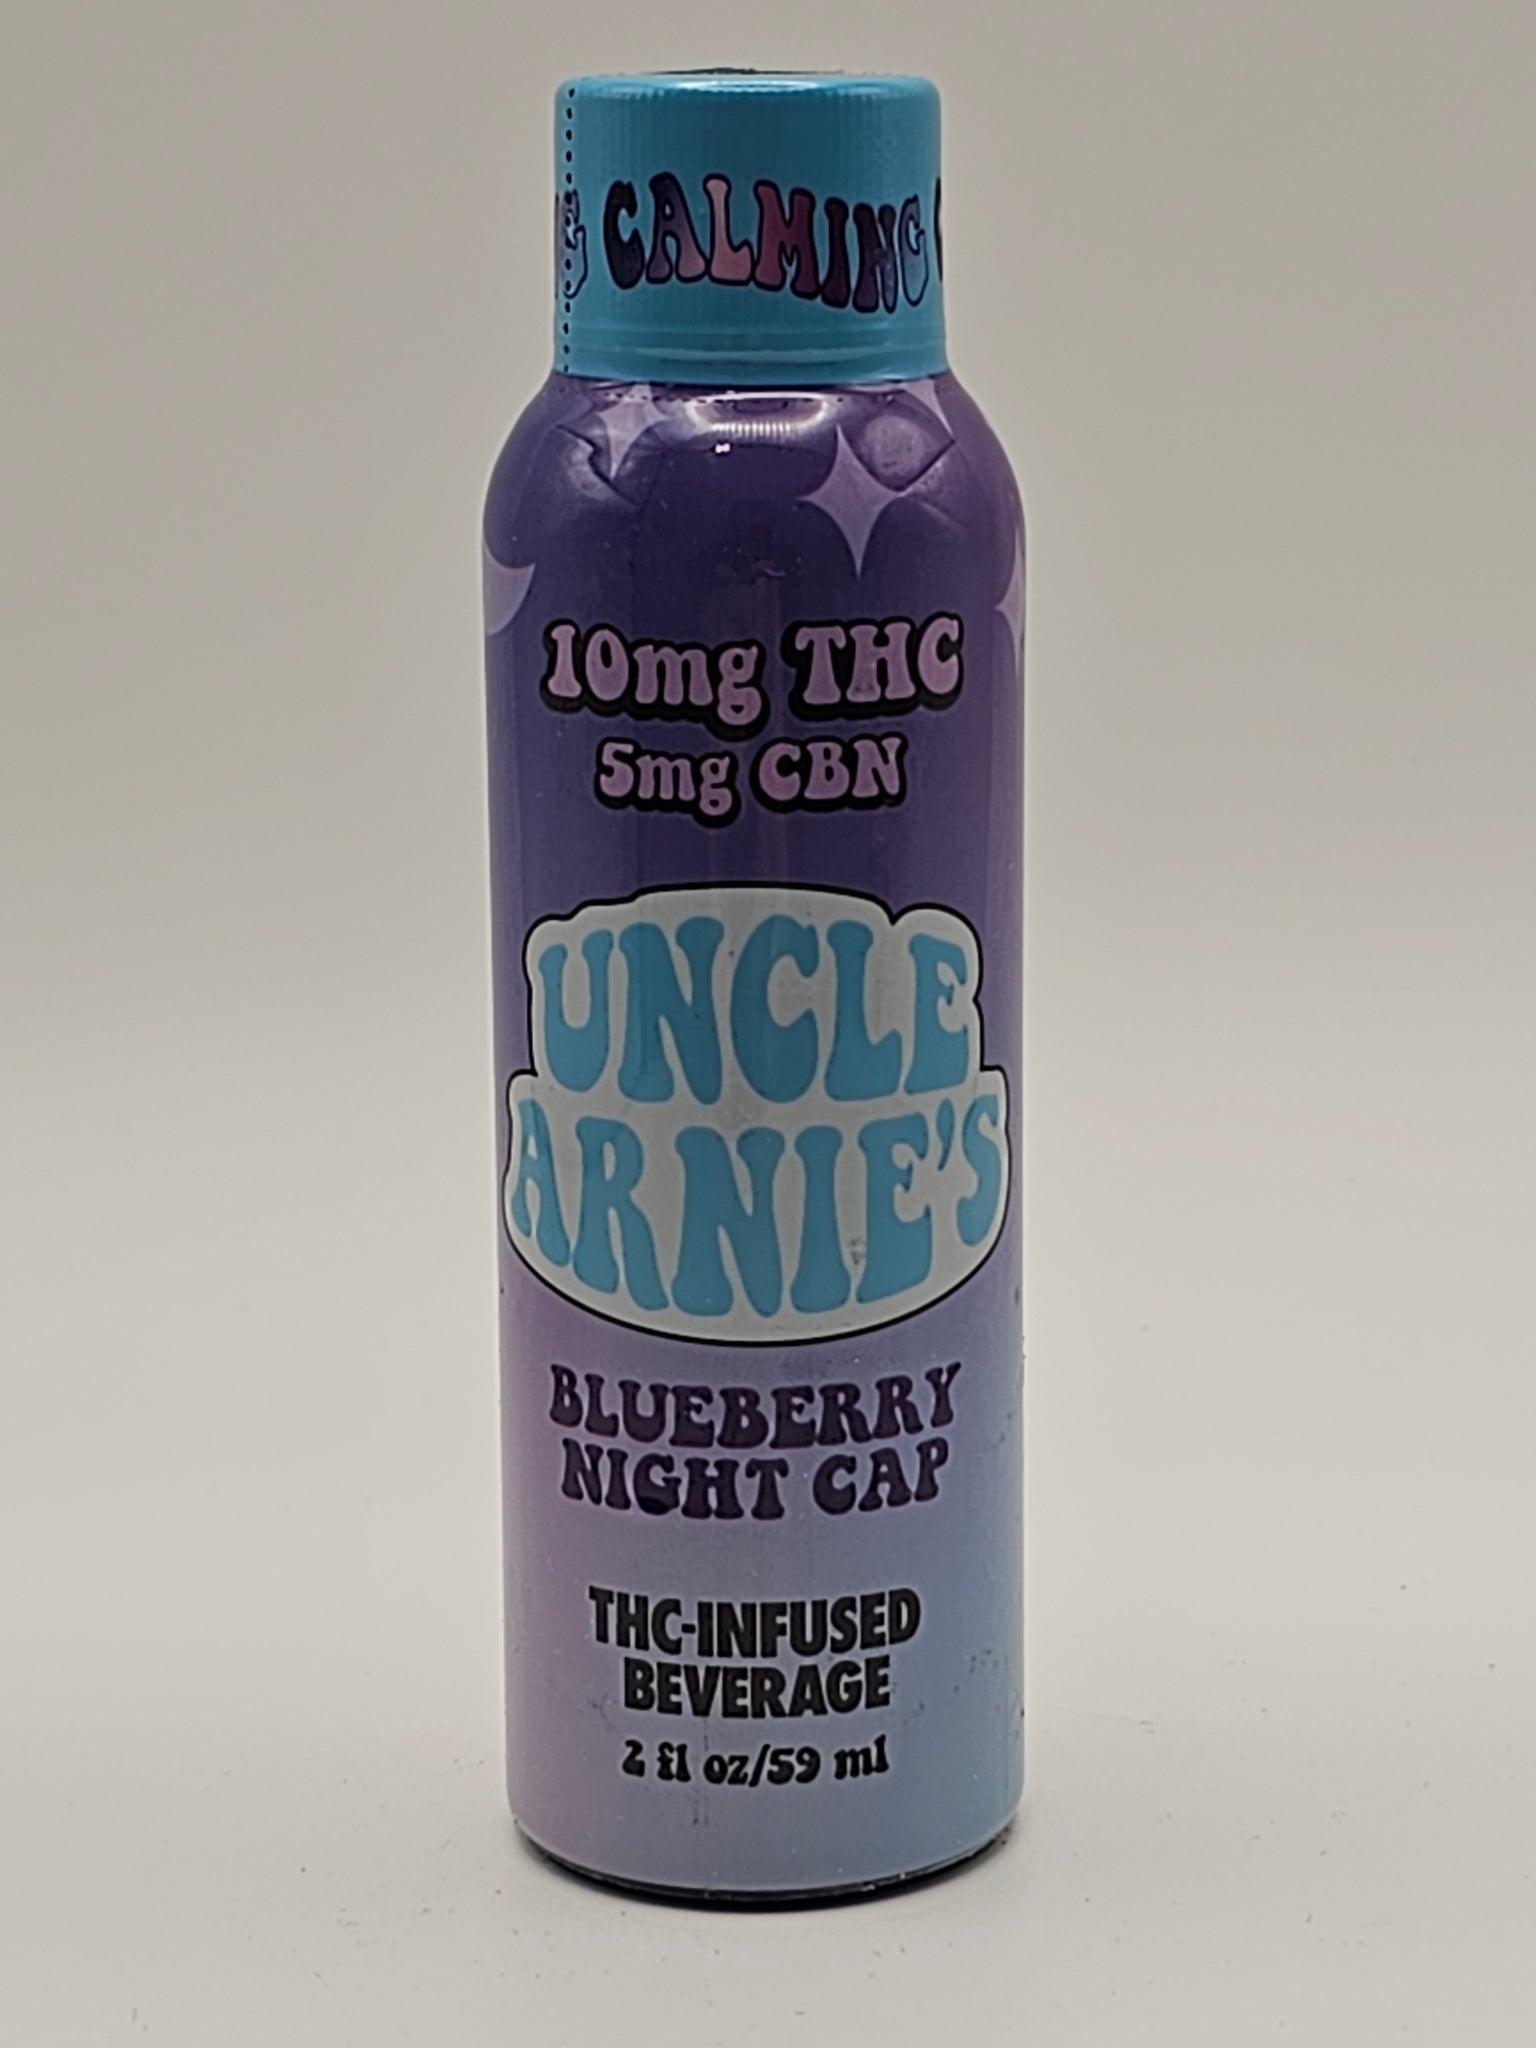 CALMING
10mg THC
5mg CBN
UNCLE
ARNIE'S
BLUEBERRY
NIGHT CAP
THC-INFUSED
BEVERAGE
2 fl oz/59 ml